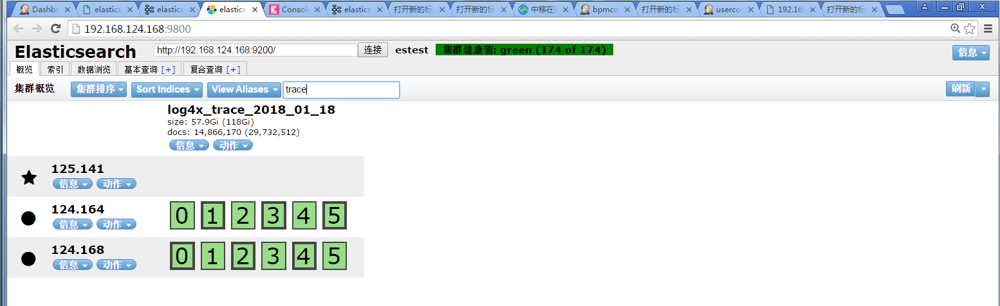 Dashbo elastics elastics elastics Consol elastics 打开新的标 打开新的标 中移在线 bpmco 打开新的标 usercor 192.168 打开新的标
192.168.124.168:9800
Elasticsearch http://192.168.124.168:9200/ 连接 estest 集群健康值: green (174 of 174) 信息
概览 索引 数据浏览 基本查询 [+] 复合查询 [+]
集群概览 集群排序 Sort Indices View Aliases trace 刷新
log4x_trace_2018_01_18
size: 57.9Gi (118Gi)
docs: 14,866,170 (29,732,512)
信息 动作
125.141
信息 动作
124.164 0 1 2 3 4 5
信息 动作
124.168 0 1 2 3 4 5
信息 动作